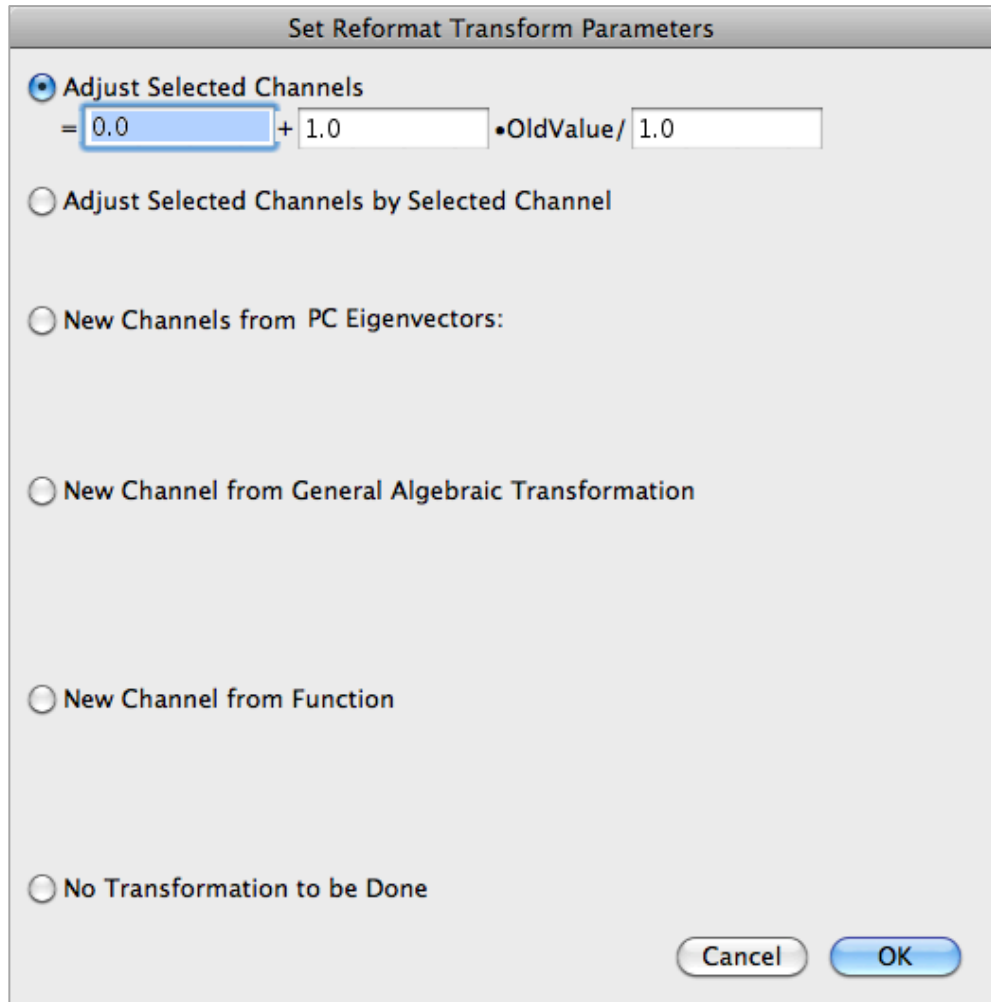 Set Reformat Transform Parameters
Adjust Selected Channels
= 0.0 + 1.0 •OldValue/ 1.0
Adjust Selected Channels by Selected Channel
New Channels from PC Eigenvectors:
New Channel from General Algebraic Transformation
New Channel from Function
No Transformation to be Done
Cancel OK